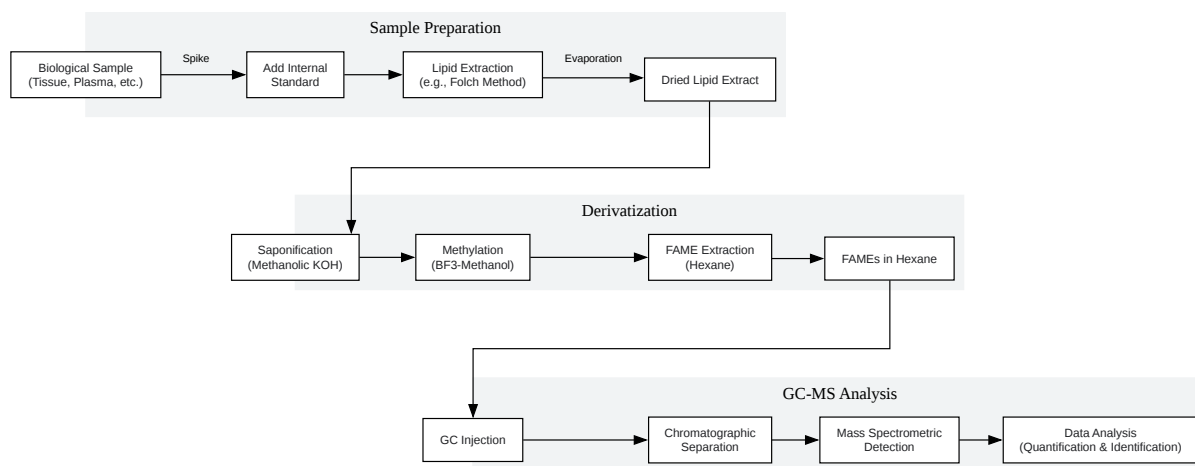 Sample Preparation
Biological Sample
(Tissue, Plasma, etc.)
Spike
Add Internal
Standard
Lipid Extraction
(e.g., Folch Method)
Evaporation
Dried Lipid Extract
Derivatization
Saponification
(Methanolic KOH)
Methylation
(BF3-Methanol)
FAME Extraction
(Hexane)
FAMEs in Hexane
GC-MS Analysis
GC Injection
Chromatographic
Separation
Mass Spectrometric
Detection
Data Analysis
(Quantification & Identification)